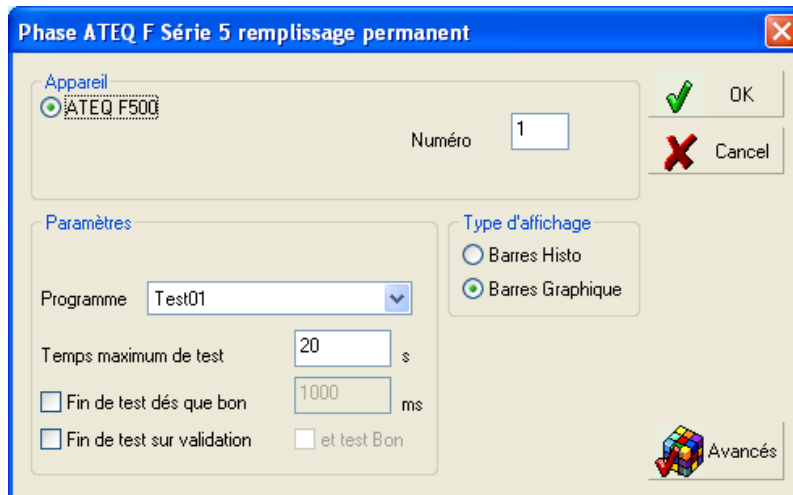 Phase ATEQ F Série 5 remplissage permanent
Appareil
ATEQ F500
Numéro 1
OK
Cancel
Paramètres
Programme Test01
Temps maximum de test 20 s
Fin de test dés que bon 1000 ms
Fin de test sur validation et test Bon
Type d'affichage
Barres Histo
Barres Graphique
Avancés